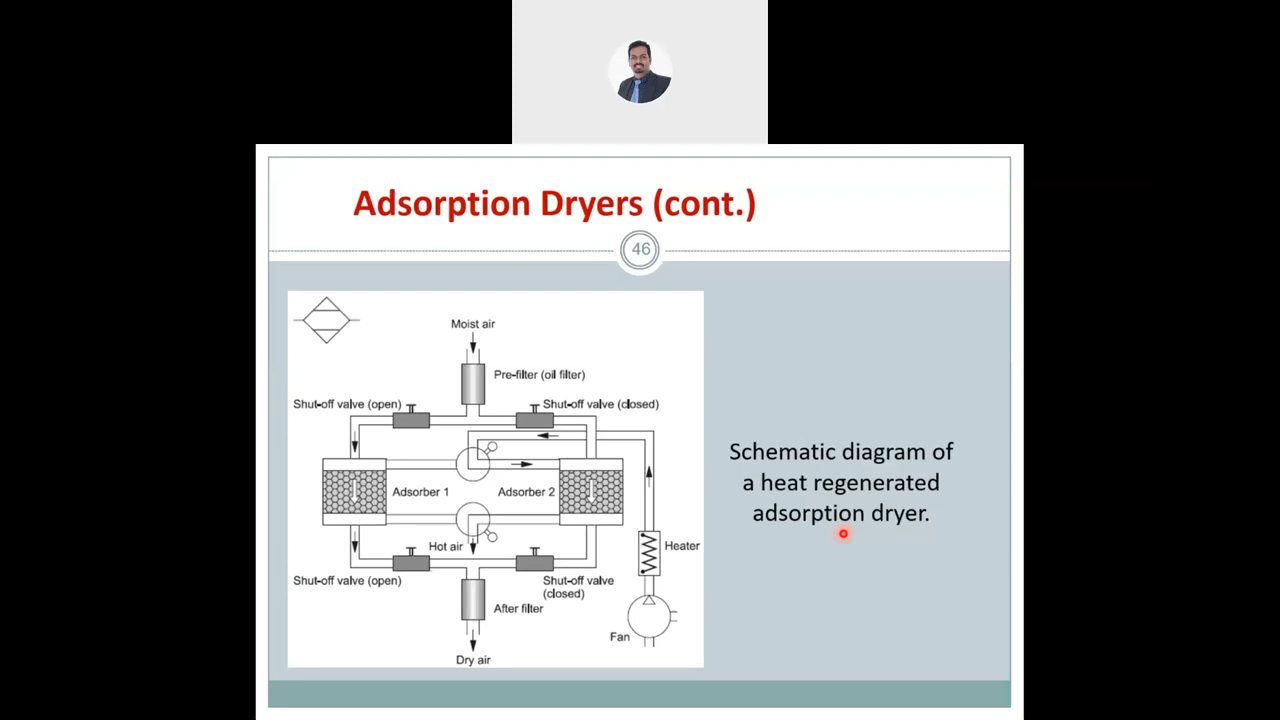 Adsorption Dryers (cont.)
46
Moist air
Pre-filter (oil filter)
Shut-off valve (open)
Shut-off valve (closed)
Adsorber 1
Adsorber 2
Hot air
Heater
Shut-off valve (open)
Shut-off valve
(closed)
After filter
Fan
Dry air
Schematic diagram of
a heat regenerated
adsorption dryer.